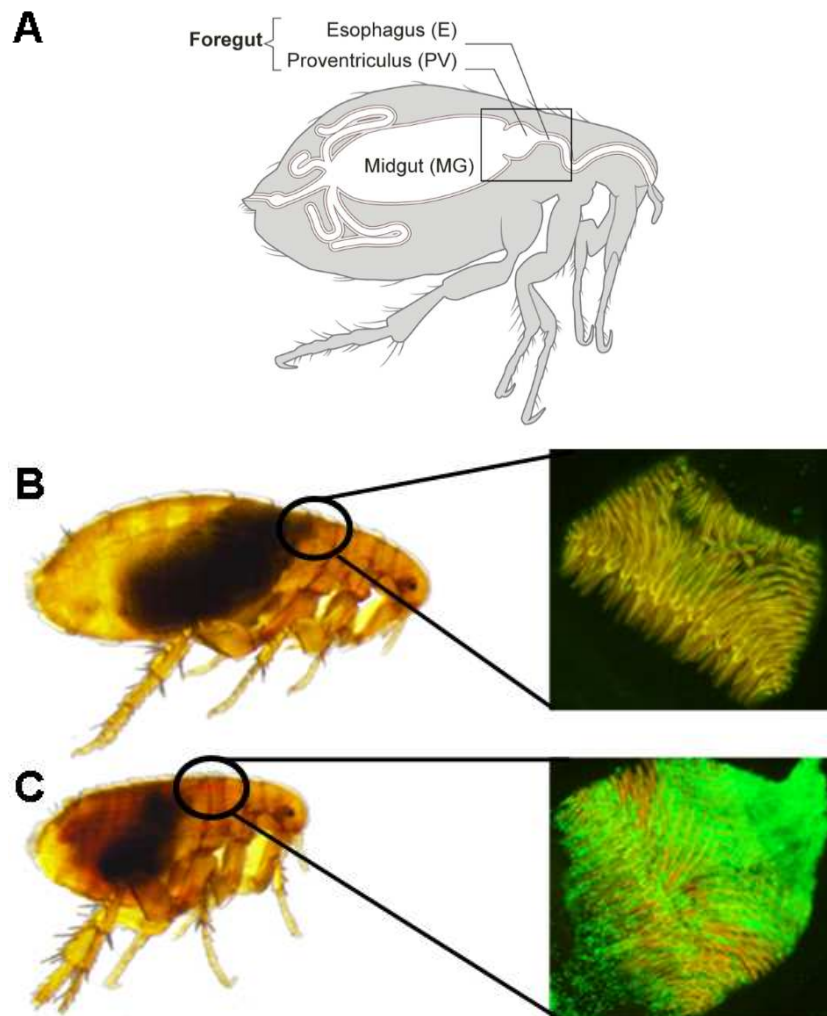 A
Esophagus (E)
Foregut
Proventriculus (PV)
Midgut (MG)
B
C